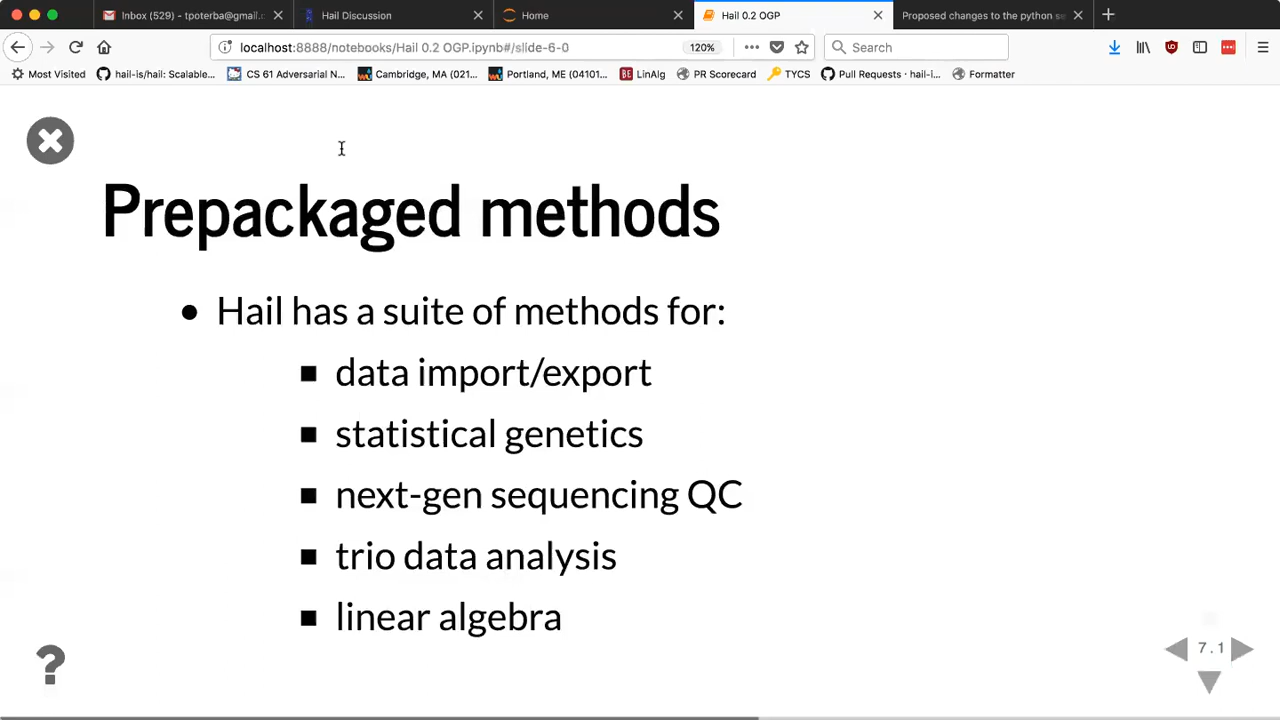 Inbox (529) - tpoterba@gmail.c
Hail Discussion
Home
Hail 0.2 OGP
Proposed changes to the python se
localhost:8888/notebooks/Hail 0.2 OGP.ipynb#/slide-6-0
120%
Search
Most Visited
hail-is/hail: Scalable...
CS 61 Adversarial N...
Cambridge, MA (021...
Portland, ME (04101...
BE LinAlg
PR Scorecard
TYCS
Pull Requests · hail-i...
Formatter
Prepackaged methods
Hail has a suite of methods for:
data import/export
statistical genetics
next-gen sequencing QC
trio data analysis
linear algebra
?
7.1